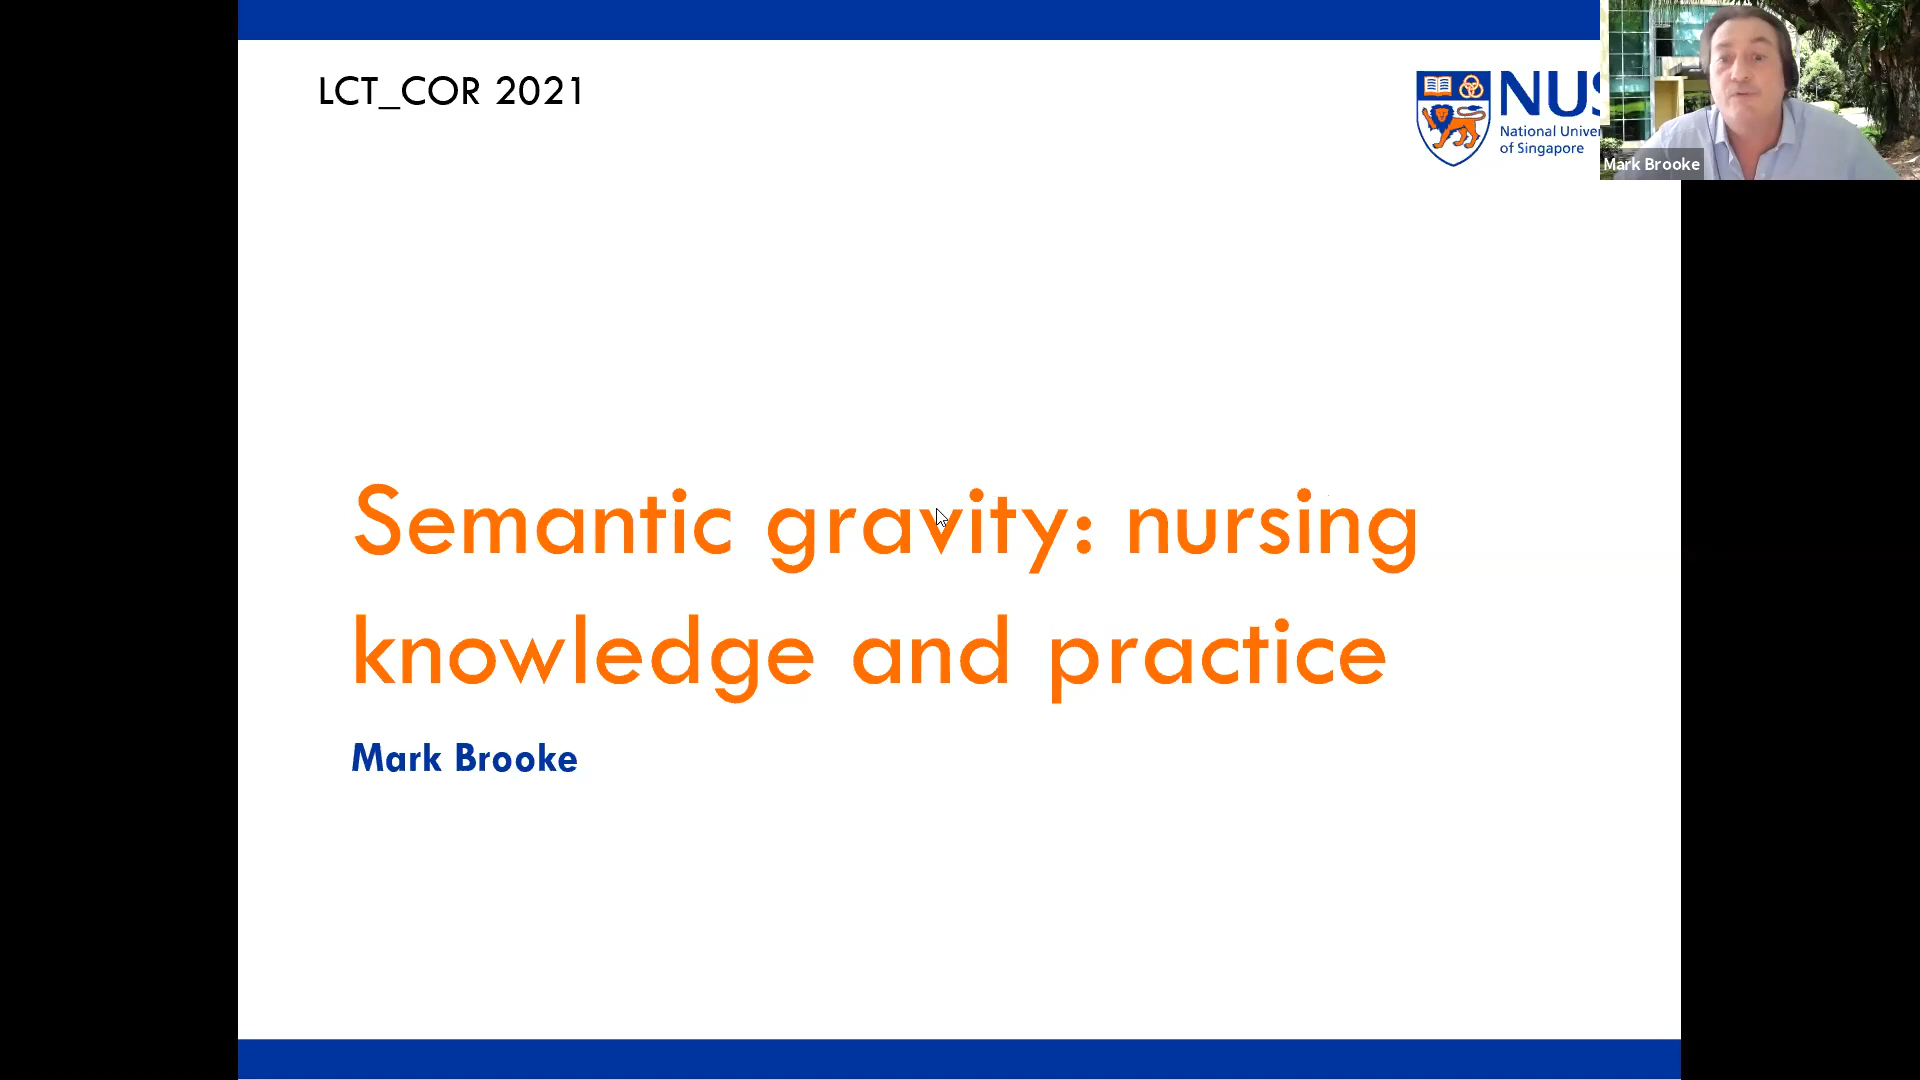 LCT_COR 2021
NUS
National Univer
of Singapore
Mark Brooke
Semantic gravity: nursing
knowledge and practice
Mark Brooke